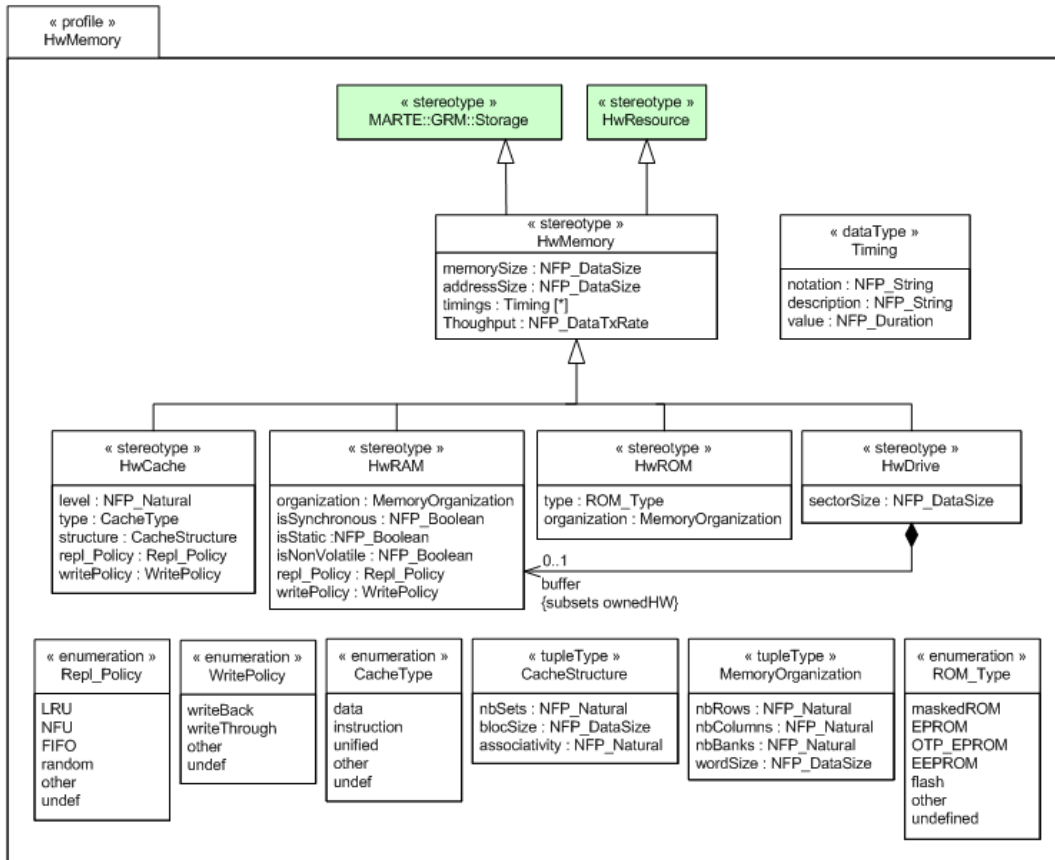 « profile »
HwMemory
« stereotype »
MARTE::GRM::Storage
« stereotype »
HwResource
« stereotype »
HwMemory
memorySize : NFP_DataSize
addressSize : NFP_DataSize
timings : Timing [*]
Thoughput : NFP_DataTxRate
« dataType »
Timing
notation : NFP_String
description : NFP_String
value : NFP_Duration
« stereotype »
HwCache
level : NFP_Natural
type : CacheType
structure : CacheStructure
repl_Policy : Repl_Policy
writePolicy : WritePolicy
« stereotype »
HwRAM
organization : MemoryOrganization
isSynchronous : NFP_Boolean
isStatic :NFP_Boolean
isNonVolatile : NFP_Boolean
repl_Policy : Repl_Policy
writePolicy : WritePolicy
« stereotype »
HwROM
type : ROM_Type
organization : MemoryOrganization
« stereotype »
HwDrive
sectorSize : NFP_DataSize
0..1
buffer
{subsets ownedHW}
« enumeration »
Repl_Policy
LRU
NFU
FIFO
random
other
undef
« enumeration »
WritePolicy
writeBack
writeThrough
other
undef
« enumeration »
CacheType
data
instruction
unified
other
undef
« tupleType »
CacheStructure
nbSets : NFP_Natural
blocSize : NFP_DataSize
associativity : NFP_Natural
« tupleType »
MemoryOrganization
nbRows : NFP_Natural
nbColumns : NFP_Natural
nbBanks : NFP_Natural
wordSize : NFP_DataSize
« enumeration »
ROM_Type
maskedROM
EPROM
OTP_EPROM
EEPROM
flash
other
undefined